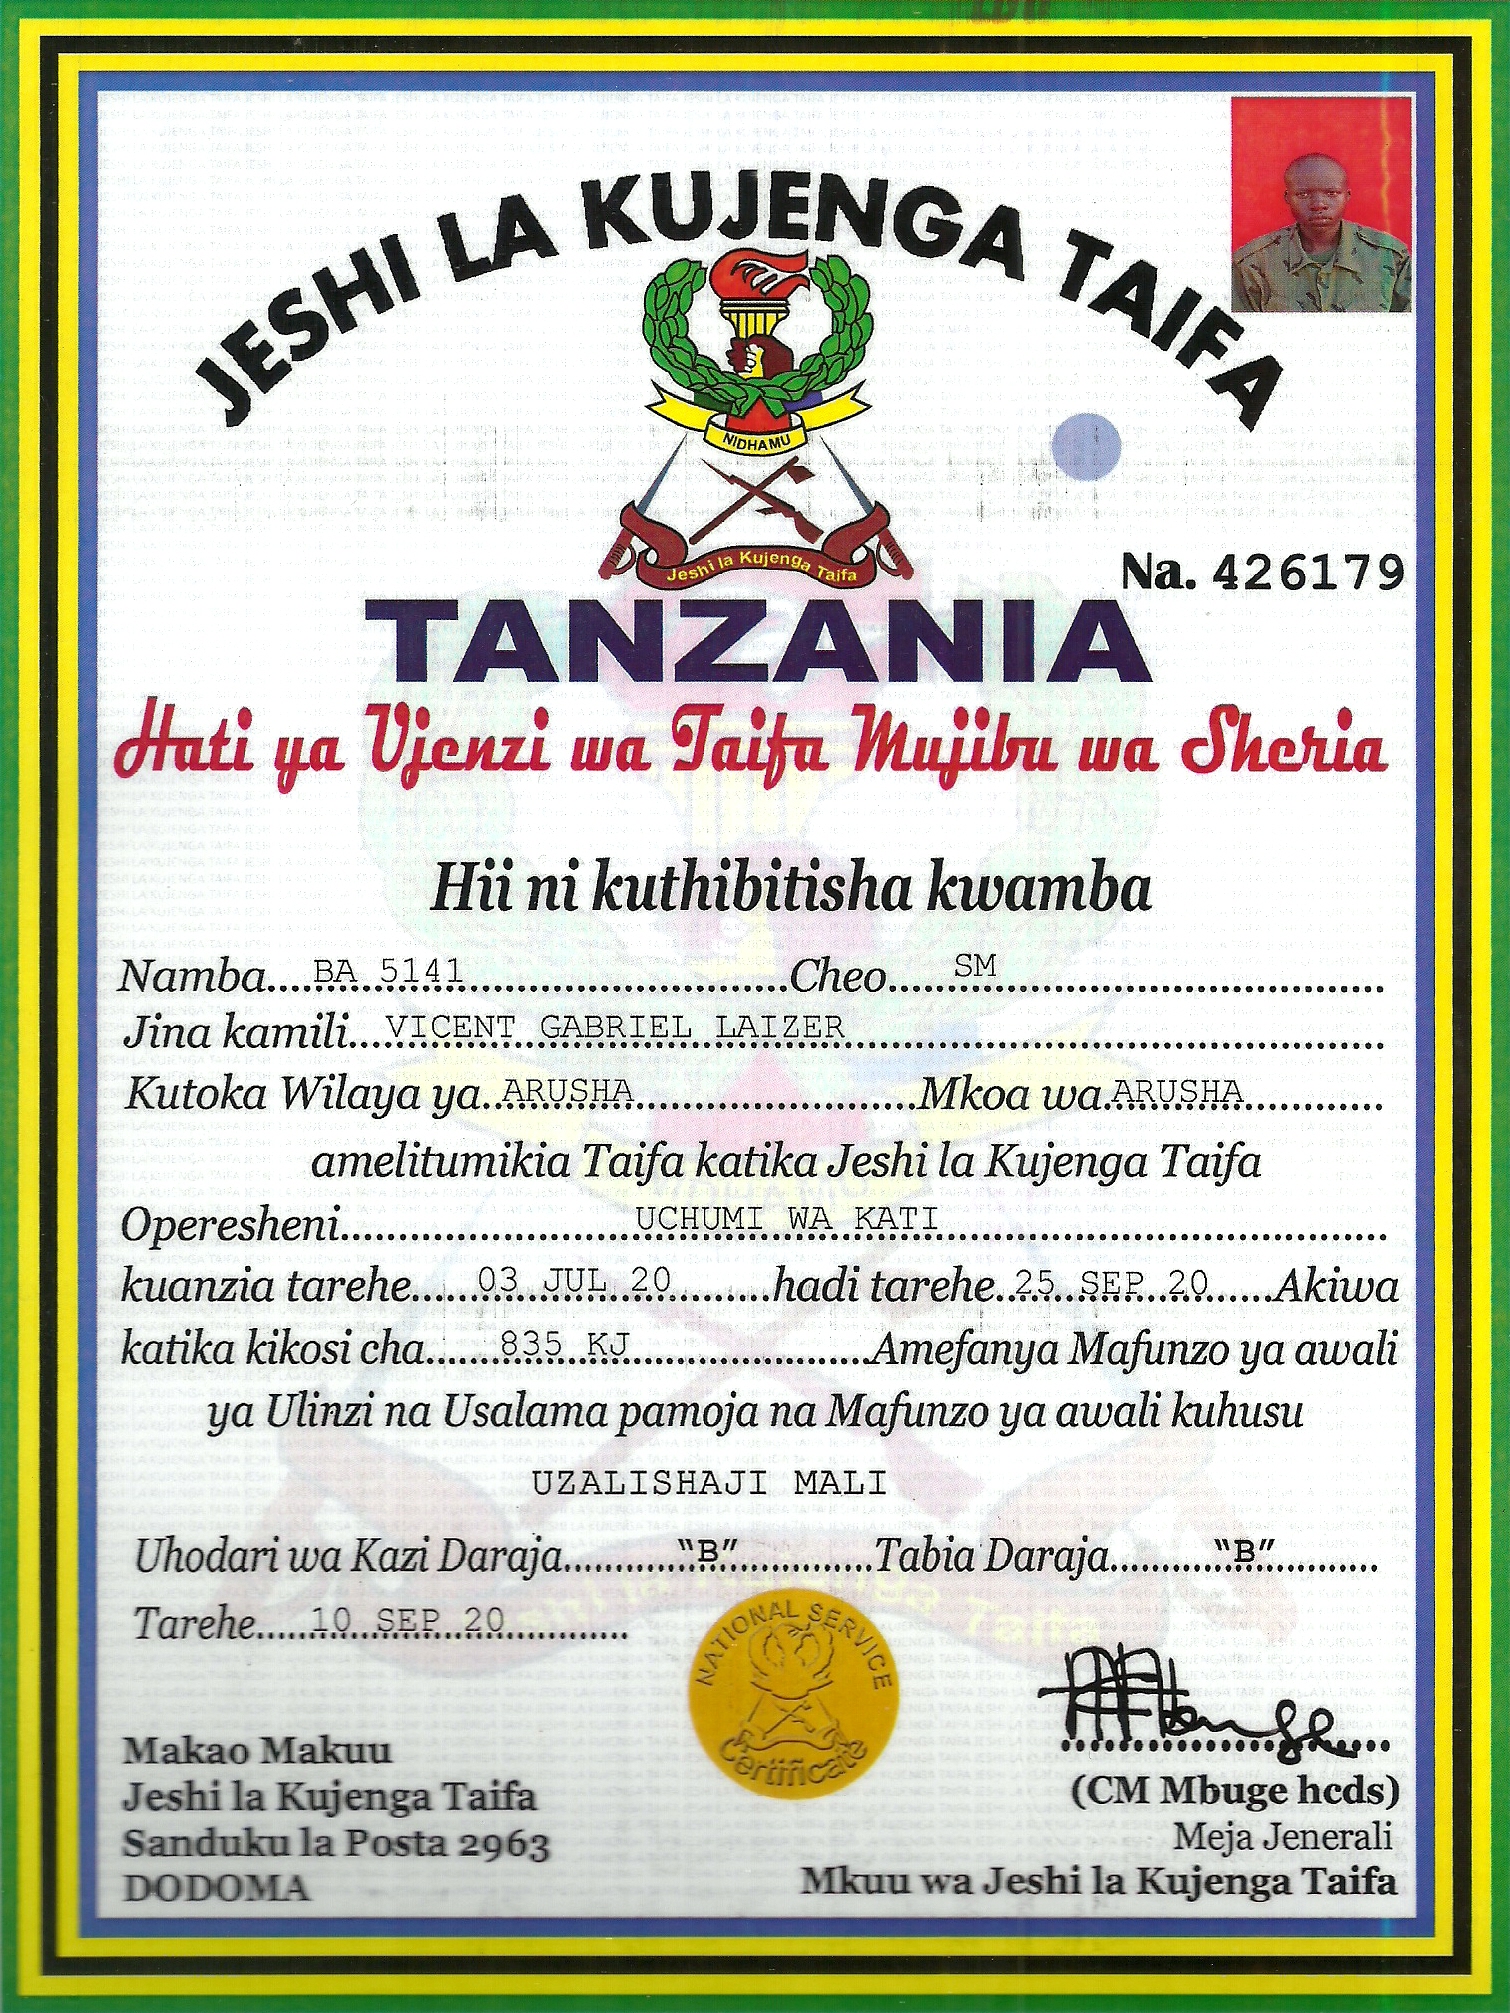 JESHI LA KUJENGA TAIFA
NIDHAMU
Jeshi la Kujenga Taifa
Na. 426179
TANZANIA
Hati ya Ujenzi wa Taifa Mujibu wa Sheria
Hii ni kuthibitisha kwamba
Namba....BA 5141....Cheo....SM....
Jina kamili....VICENT GABRIEL LAIZER....
Kutoka Wilaya ya..ARUSHA....Mkoa wa.ARUSHA....
amelitumikia Taifa katika Jeshi la Kujenga Taifa
Operesheni....UCHUMI WA KATI....
kuanzia tarehe....03 JUL 20....hadi tarehe..25 SEP 20....Akiwa
katika kikosi cha....835 KJ....Amefanya Mafunzo ya awali
ya Ulinzi na Usalama pamoja na Mafunzo ya awali kuhusu
UZALISHAJI MALI
Uhodari wa Kazi Daraja...."B"....Tabia Daraja...."B"....
Tarehe....10 SEP 20....
NATIONAL SERVICE
Certificate
Makao Makuu
Jeshi la Kujenga Taifa
Sanduku la Posta 2963
DODOMA
(CM Mbuge hcds)
Meja Jenerali
Mkuu wa Jeshi la Kujenga Taifa